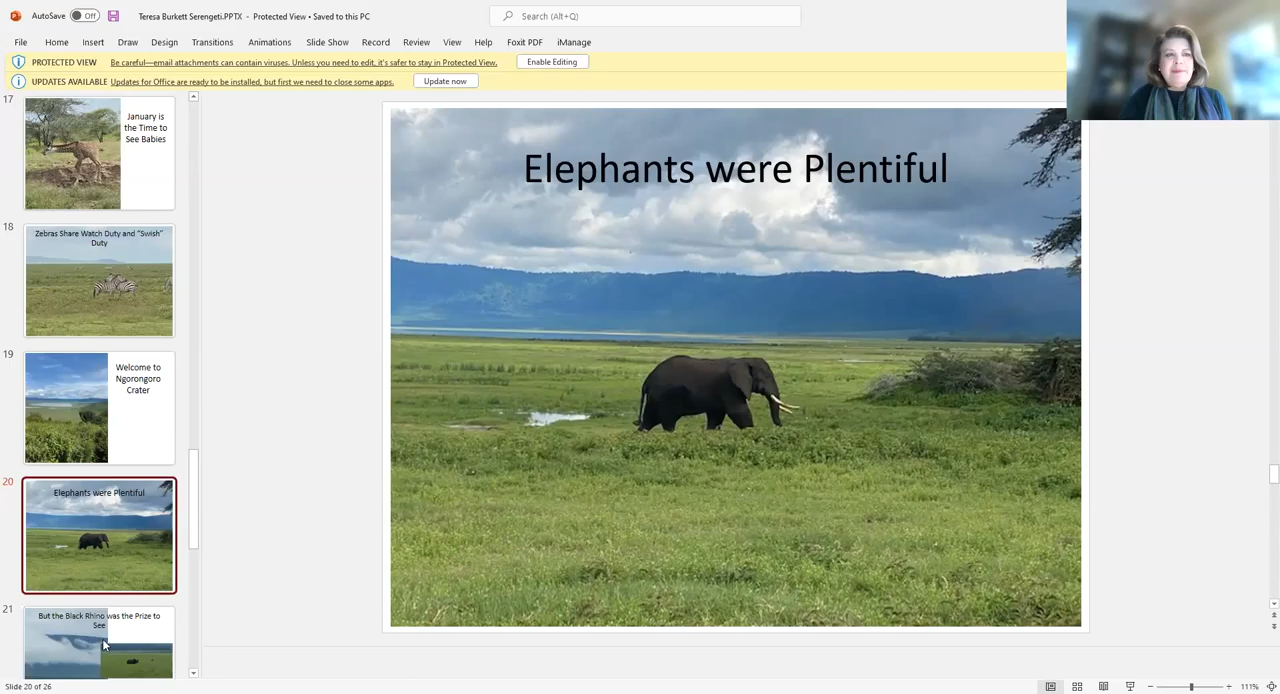 AutoSave Off Teresa Burkett Serengeti.PPTX - Protected View • Saved to this PC Search (Alt+Q)
File Home Insert Draw Design Transitions Animations Slide Show Record Review View Help Foxit PDF iManage
PROTECTED VIEW Be careful—email attachments can contain viruses. Unless you need to edit, it's safer to stay in Protected View. Enable Editing
UPDATES AVAILABLE Updates for Office are ready to be installed, but first we need to close some apps. Update now
17
January is
the Time to
See Babies
18
Zebras Share Watch Duty and "Swish"
Duty
19
Welcome to
Ngorongoro
Crater
20
Elephants were Plentiful
21
But the Black Rhino was the Prize to
See
Elephants were Plentiful
Slide 20 of 26
111%